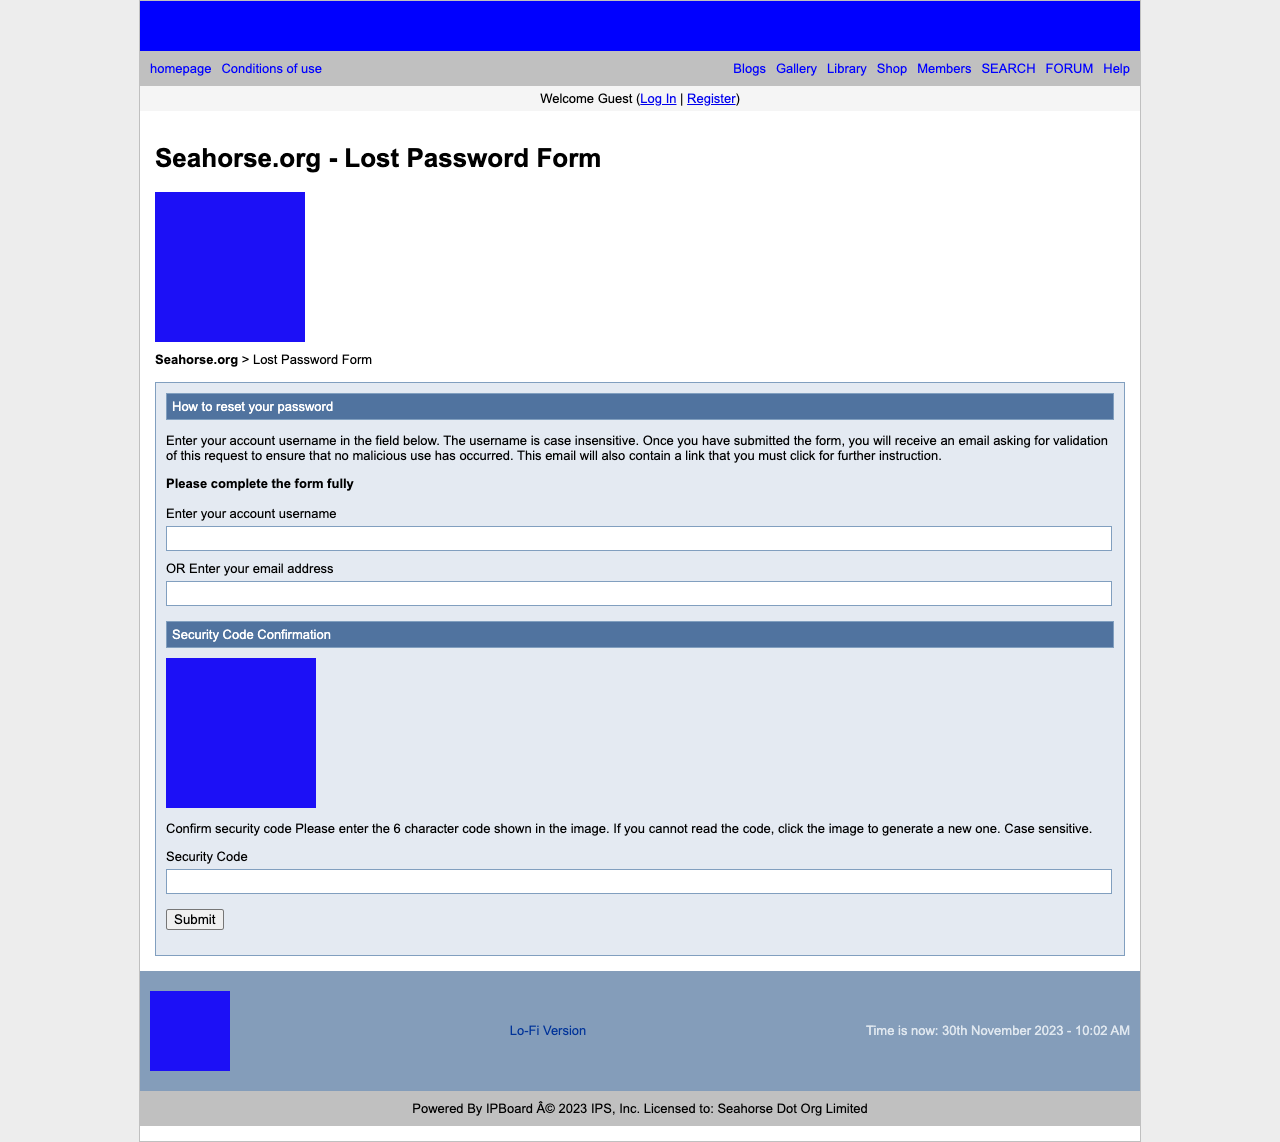 homepage Conditions of use Blogs Gallery Library Shop Members SEARCH FORUM Help
Welcome Guest (Log In | Register)
Seahorse.org - Lost Password Form
Seahorse.org > Lost Password Form
How to reset your password
Enter your account username in the field below. The username is case insensitive. Once you have submitted the form, you will receive an email asking for validation
of this request to ensure that no malicious use has occurred. This email will also contain a link that you must click for further instruction.
Please complete the form fully
Enter your account username
OR Enter your email address
Security Code Confirmation
Confirm security code Please enter the 6 character code shown in the image. If you cannot read the code, click the image to generate a new one. Case sensitive.
Security Code
Submit
Lo-Fi Version Time is now: 30th November 2023 - 10:02 AM
Powered By IPBoard Â© 2023 IPS, Inc. Licensed to: Seahorse Dot Org Limited